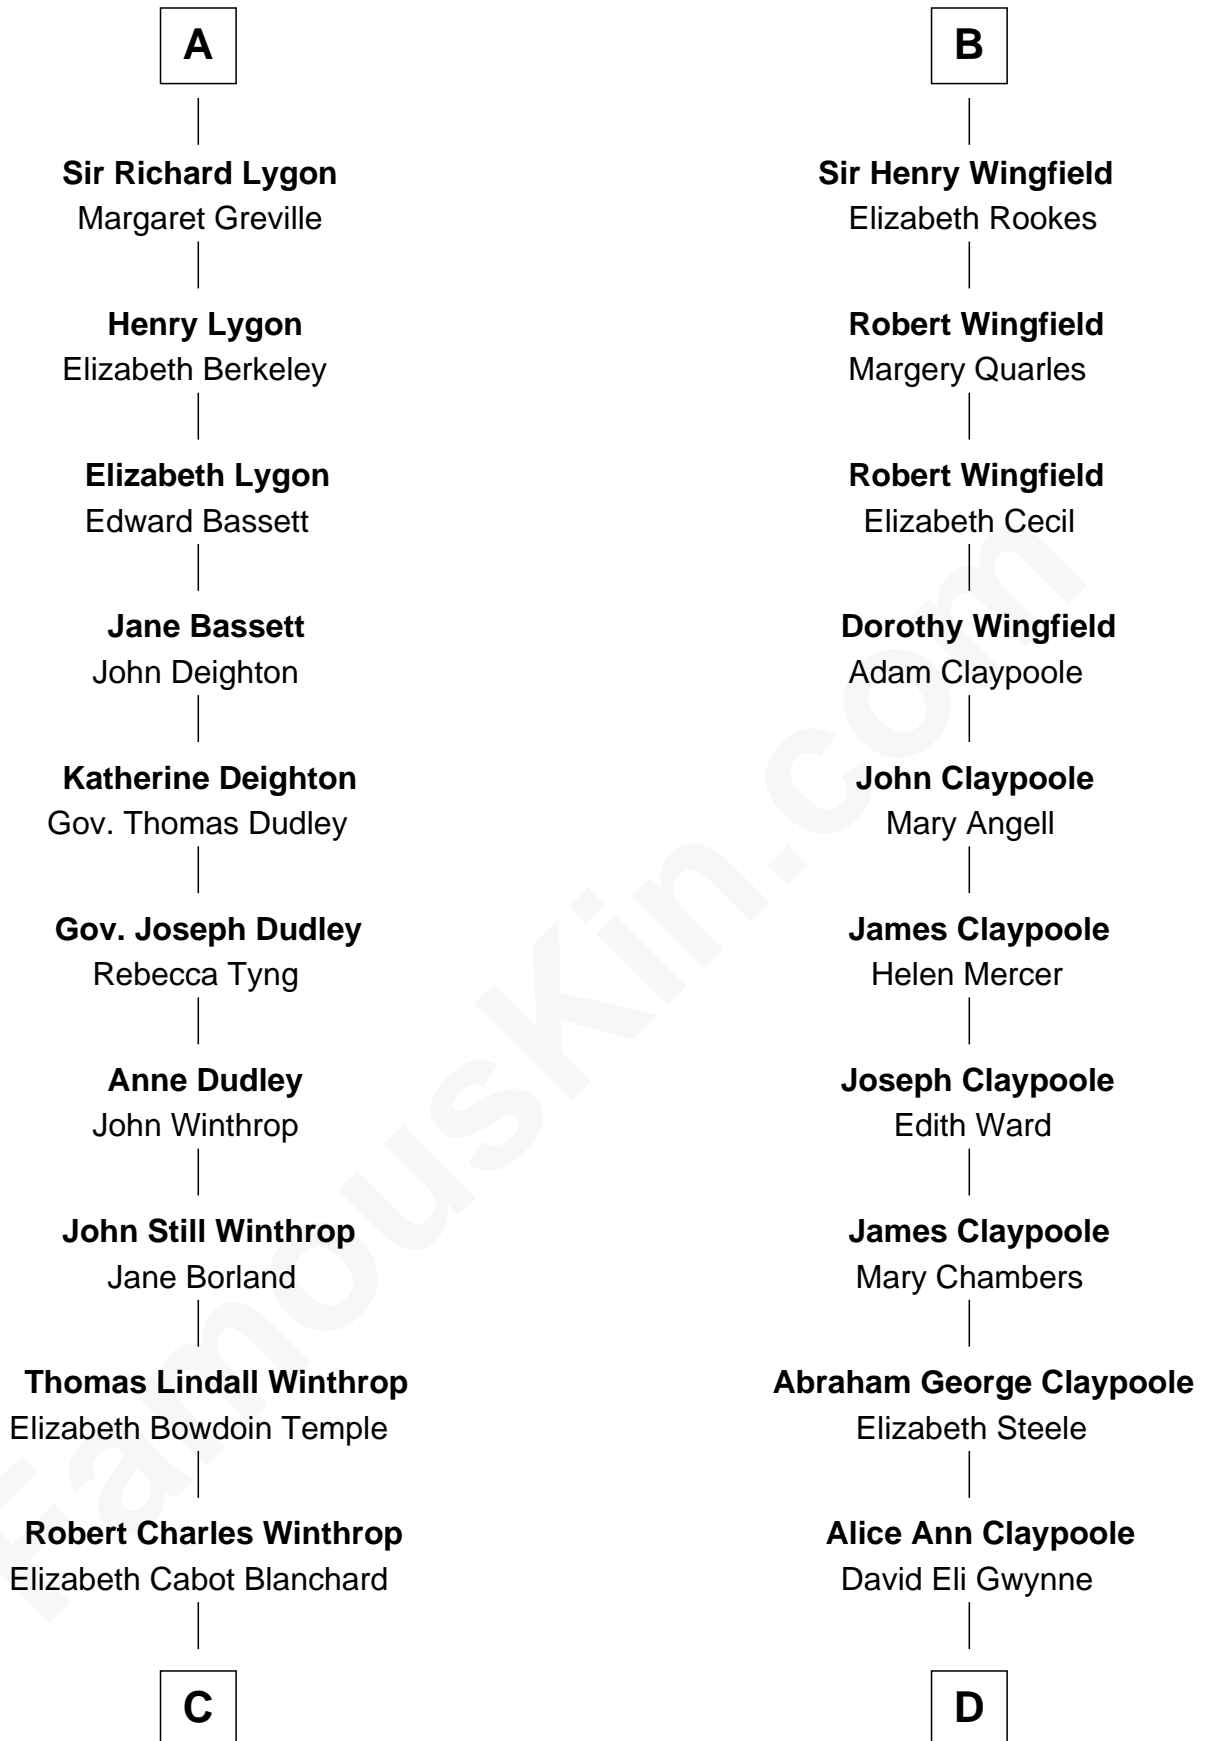 A
Sir Richard Lygon
Margaret Greville
Henry Lygon
Elizabeth Berkeley
Elizabeth Lygon
Edward Bassett
Jane Bassett
John Deighton
Katherine Deighton
Gov. Thomas Dudley
Gov. Joseph Dudley
Rebecca Tyng
Anne Dudley
John Winthrop
John Still Winthrop
Jane Borland
Thomas Lindall Winthrop
Elizabeth Bowdoin Temple
Robert Charles Winthrop
Elizabeth Cabot Blanchard
C
B
Sir Henry Wingfield
Elizabeth Rookes
Robert Wingfield
Margery Quarles
Robert Wingfield
Elizabeth Cecil
Dorothy Wingfield
Adam Claypoole
John Claypoole
Mary Angell
James Claypoole
Helen Mercer
Joseph Claypoole
Edith Ward
James Claypoole
Mary Chambers
Abraham George Claypoole
Elizabeth Steele
Alice Ann Claypoole
David Eli Gwynne
D
FamousKin.com